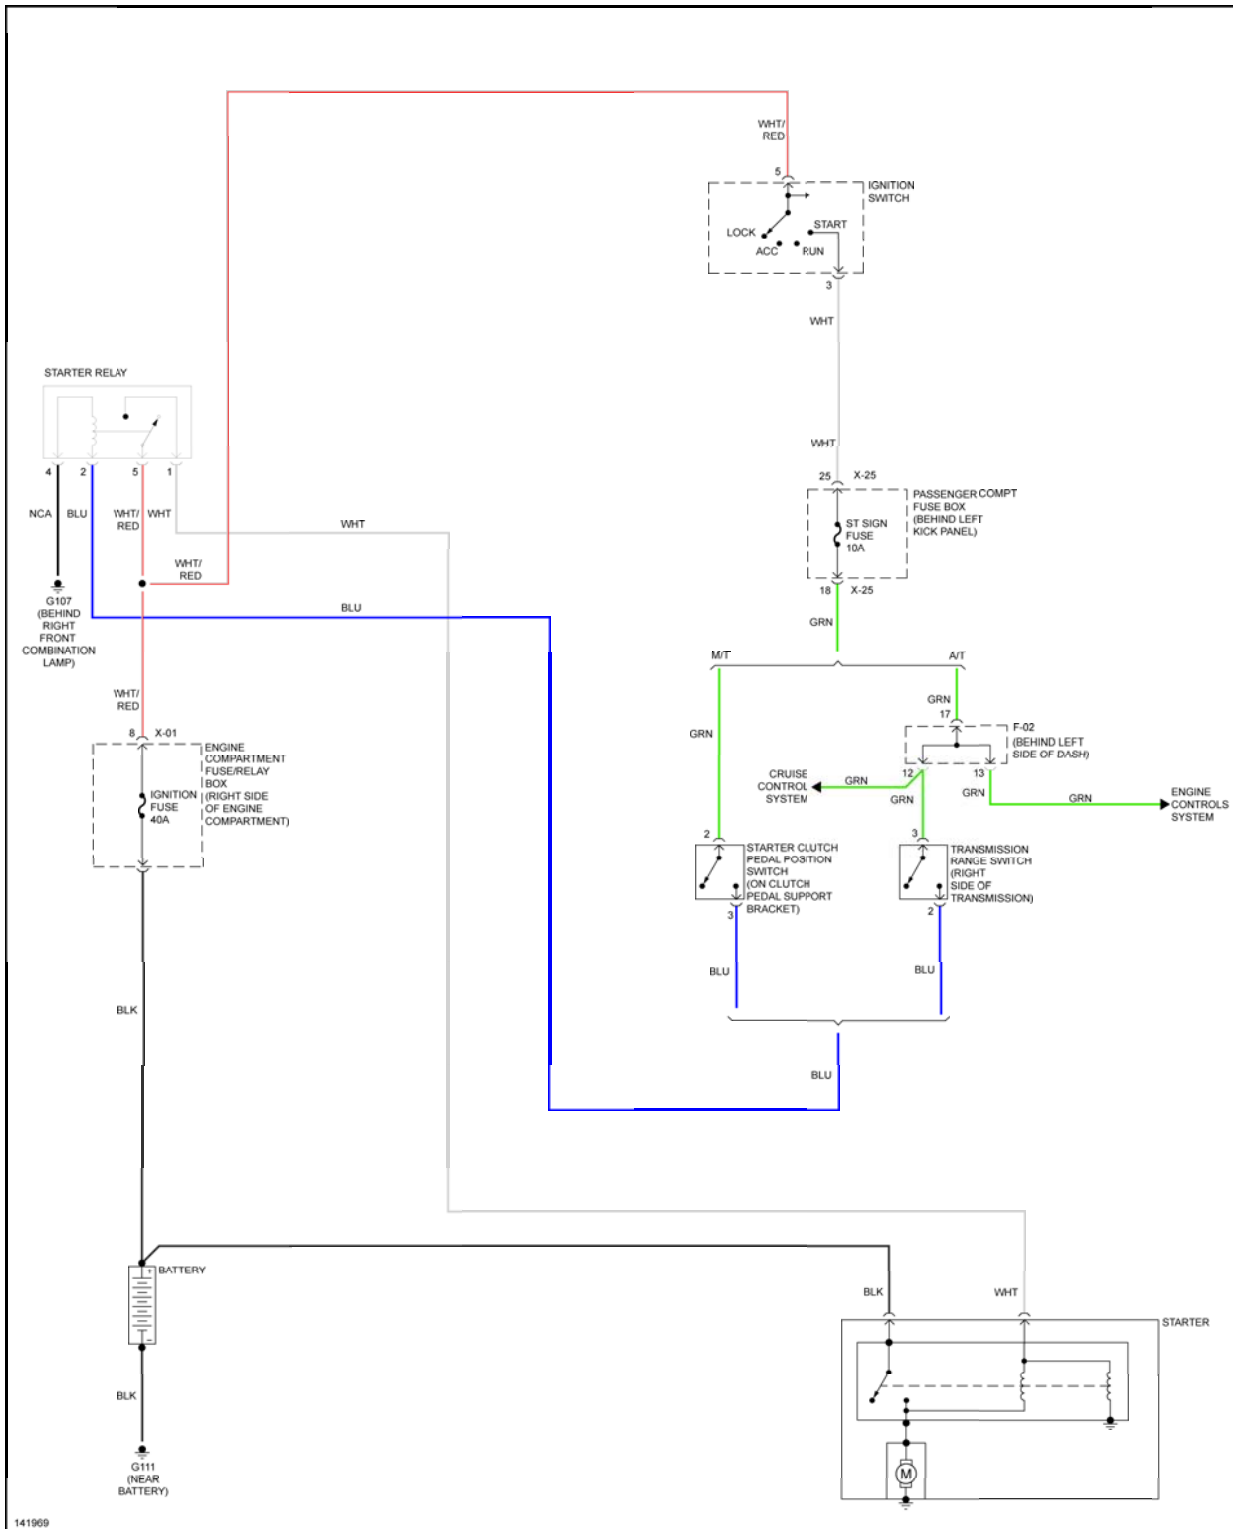 WHT/
RED
5
IGNITION
SWITCH
LOCK
START
ACC
RUN
3
WHT
STARTER RELAY
4
2
5
1
NCA
BLU
WHT/
RED
WHT
WHT
WHT/
RED
G107
(BEHIND
RIGHT
FRONT
COMBINATION
LAMP)
BLU
WHT
25
X-25
PASSENGER COMPT
FUSE BOX
(BEHIND LEFT
KICK PANEL)
ST SIGN
FUSE
10A
18
X-25
GRN
M/T
A/T
WHT/
RED
8
X-01
ENGINE
COMPARTMENT
FUSE/RELAY
BOX
(RIGHT SIDE
OF ENGINE
COMPARTMENT)
IGNITION
FUSE
40A
GRN
GRN
17
F-02
(BEHIND LEFT
SIDE OF DASH)
12
13
CRUISE
CONTROL
SYSTEM
GRN
GRN
GRN
GRN
ENGINE
CONTROLS
SYSTEM
2
STARTER CLUTCH
PEDAL POSITION
SWITCH
(ON CLUTCH
PEDAL SUPPORT
BRACKET)
3
3
TRANSMISSION
RANGE SWITCH
(RIGHT
SIDE OF
TRANSMISSION)
2
BLU
BLU
BLK
BLU
+
BATTERY
−
BLK
G111
(NEAR
BATTERY)
BLK
WHT
STARTER
M
141969